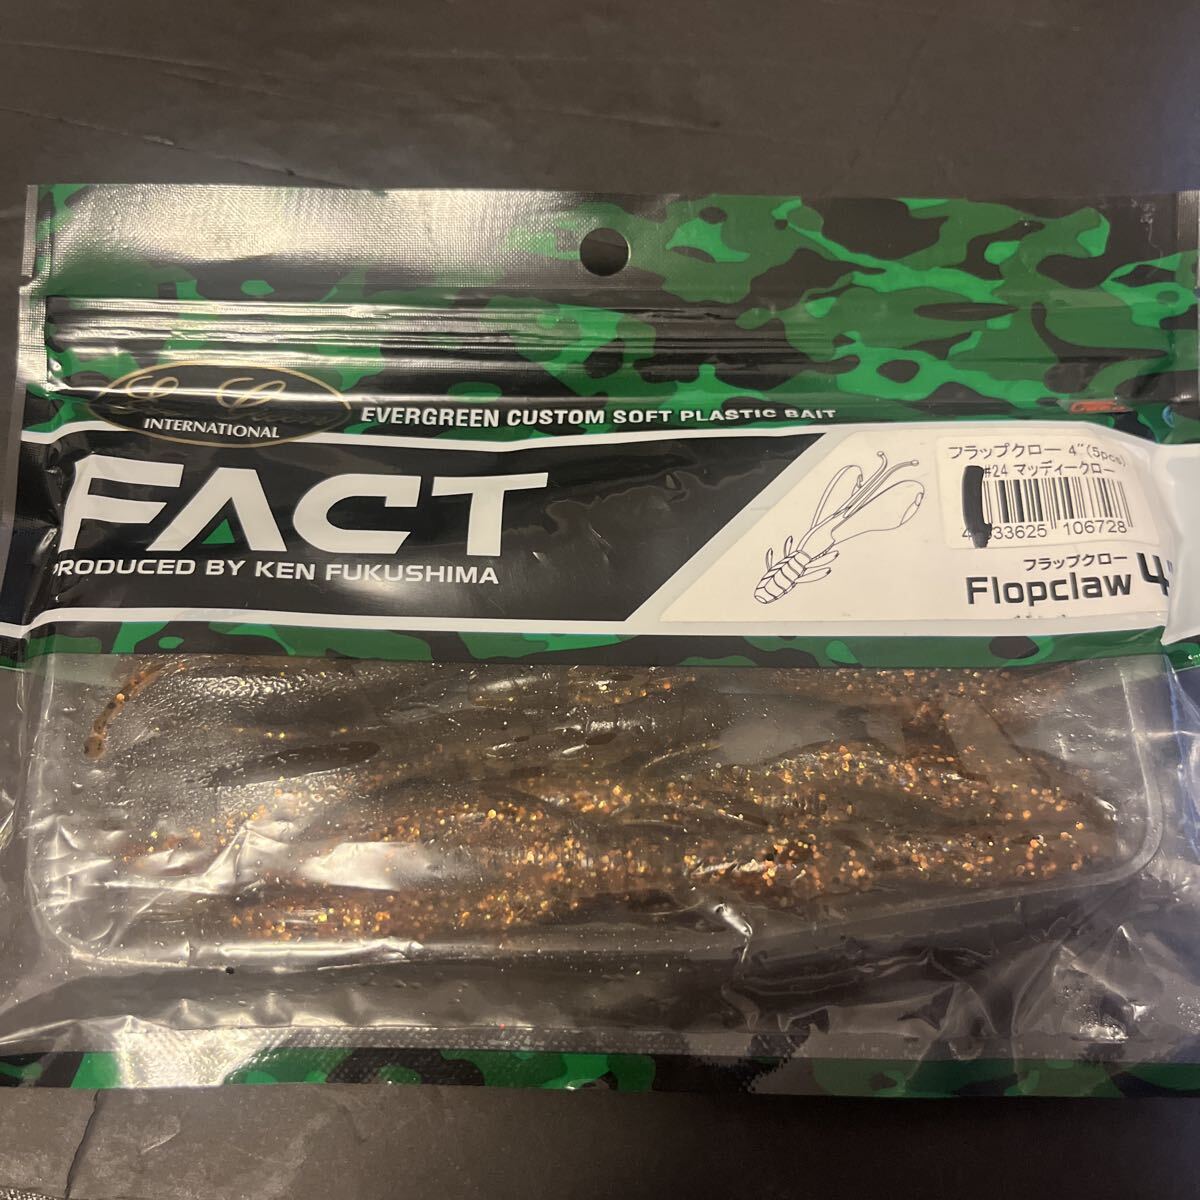 INTERNATIONAL
EVERGREEN CUSTOM SOFT PLASTIC BAIT
FACT
PRODUCED BY KEN FUKUSHIMA
フラップクロー 4"(5pcs)
#24 マッディークロー
33625 106728
フラップクロー
Flopclaw 4"